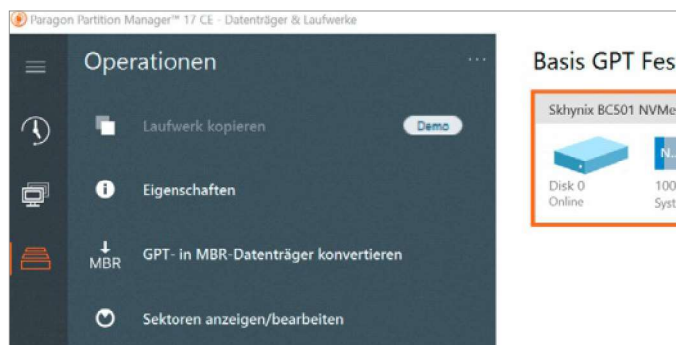 Paragon Partition Manager™ 17 CE - Datenträger & Laufwerke
Operationen
Laufwerk kopieren Demo
Eigenschaften
MBR GPT- in MBR-Datenträger konvertieren
Sektoren anzeigen/bearbeiten
Basis GPT Fes
Skhynix BC501 NVMe
N...
Disk 0 100
Online Syst